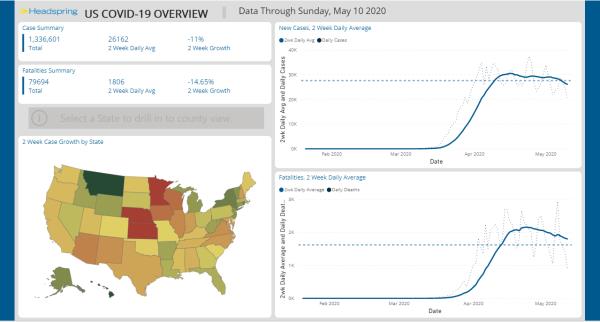 Headspring US COVID-19 OVERVIEW Data Through Sunday, May 10 2020
Case Summary
1,336,601 26162 -11%
Total 2 Week Daily Avg 2 Week Growth
Fatalities Summary
79694 1806 -14.65%
Total 2 Week Daily Avg 2 Week Growth
Select a State to drill in to county view
2 Week Case Growth by State
New Cases, 2 Week Daily Average
2wk Daily Avg Daily Cases
2wk Daily Avg and Daily Cases
40K
30K
20K
10K
0K
Feb 2020 Mar 2020 Apr 2020 May 2020
Date
Fatalities, 2 Week Daily Average
2wk Daily Average Daily Deaths
2wk Daily Average and Daily Deat...
3K
2K
1K
0K
Feb 2020 Mar 2020 Apr 2020 May 2020
Date